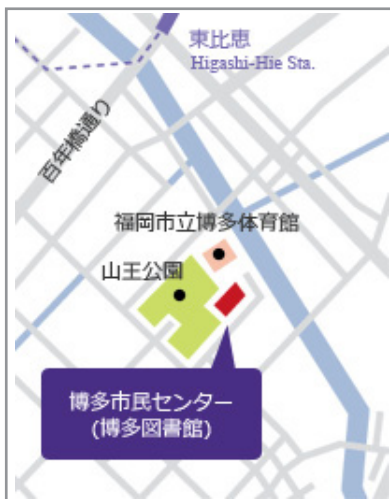 東比恵
Higashi-Hie Sta.
百年橋通り
福岡市立博多体育館
山王公園
博多市民センター
(博多図書館)